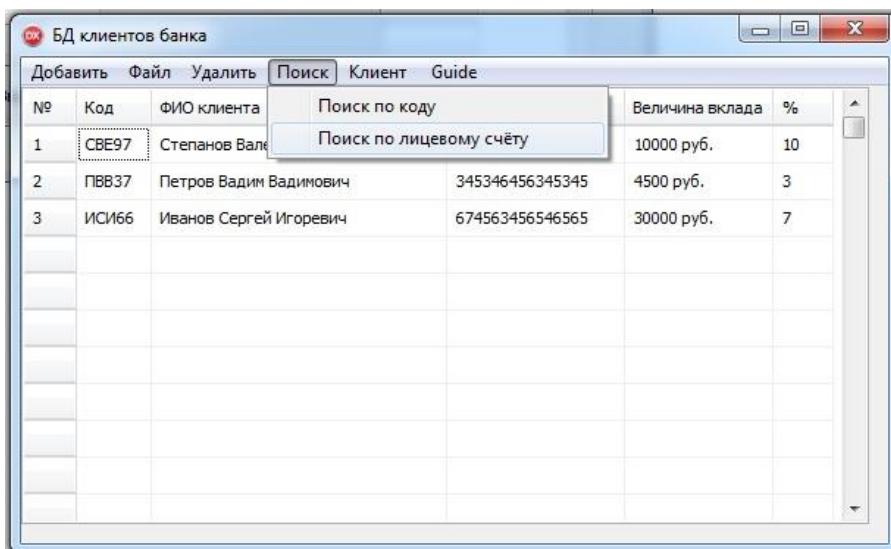 DX БД клиентов банка
Добавить Файл Удалить Поиск Клиент Guide
№ Код ФИО клиента Поиск по коду Величина вклада %
1 СВЕ97 Степанов Поиск по лицевому счёту 10000 руб. 10
2 ПВВ37 Петров Вадим Вадимович 345346456345345 4500 руб. 3
3 ИСИ66 Иванов Сергей Игоревич 674563456546565 30000 руб. 7